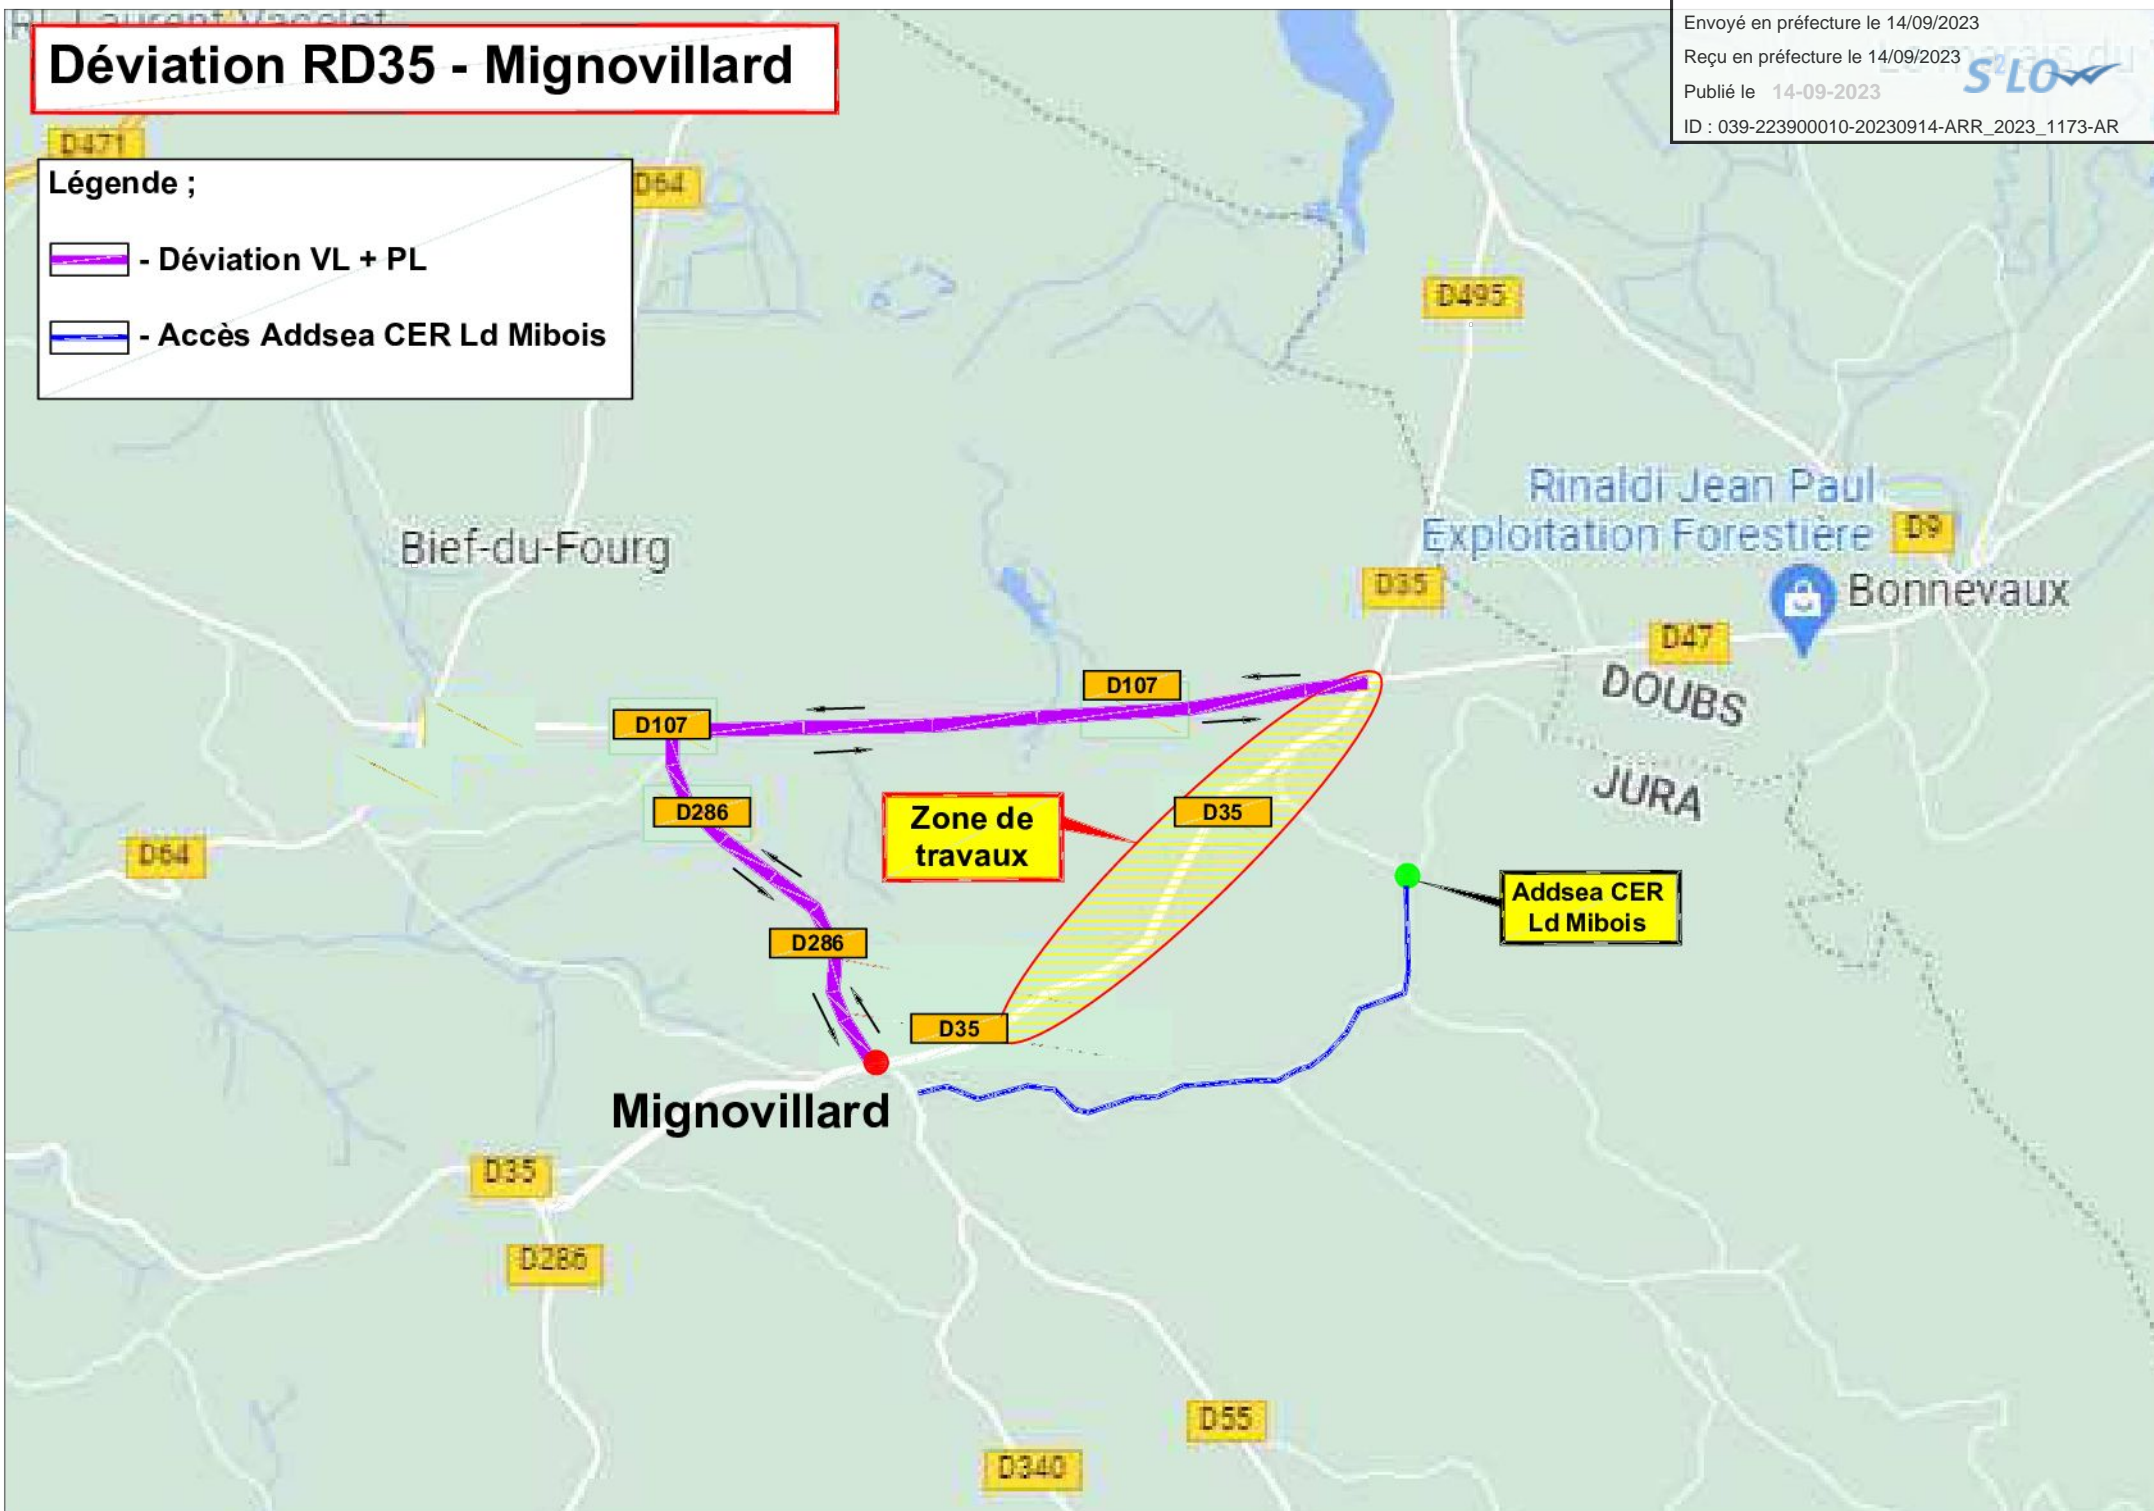 Déviation RD35 - Mignovillard
Envoyé en préfecture le 14/09/2023
Reçu en préfecture le 14/09/2023
Publié le 14-09-2023
S²LO
ID : 039-223900010-20230914-ARR_2023_1173-AR
D471
Légende ;
- Déviation VL + PL
- Accès Addsea CER Ld Mibois
D64
D495
Rinaldi Jean Paul
Exploitation Forestière
D9
Bief-du-Fourg
D35
Bonnevaux
D47
DOUBS
JURA
D107
D107
D286
Zone de
travaux
D35
D64
Addsea CER
Ld Mibois
D286
D35
Mignovillard
D35
D286
D55
D340